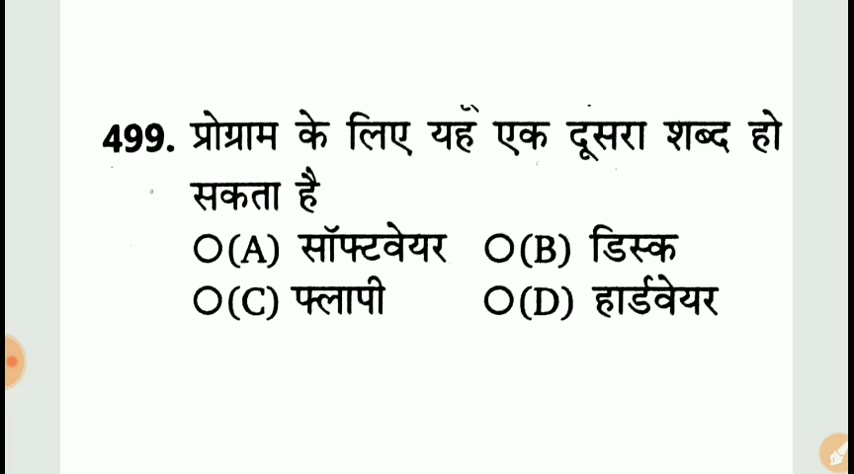 499. प्रोग्राम के लिए यह एक दूसरा शब्द हो
सकता है
○(A) सॉफ्टवेयर ○(B) डिस्क
○(C) फ्लापी ○(D) हार्डवेयर